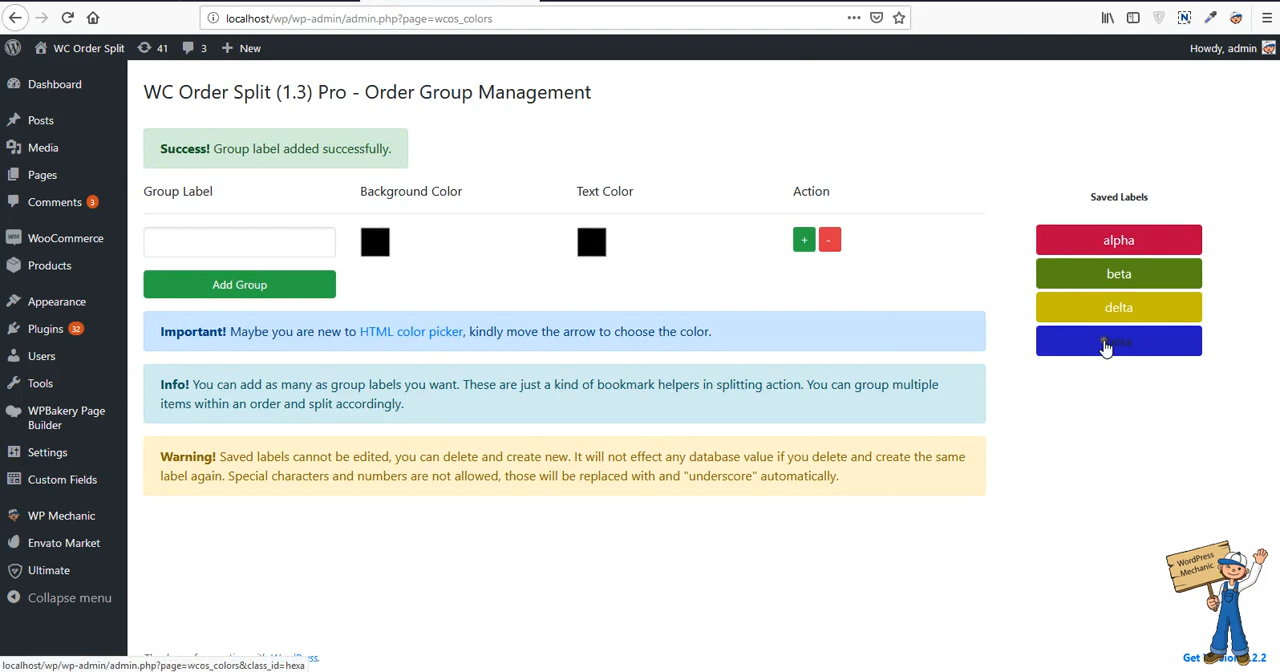 localhost/wp/wp-admin/admin.php?page=wcos_colors
WC Order Split
41
3
New
Howdy, admin
Dashboard
Posts
Media
Pages
Comments 3
WooCommerce
Products
Appearance
Plugins 32
Users
Tools
WPBakery Page
Builder
Settings
Custom Fields
WP Mechanic
Envato Market
Ultimate
Collapse menu
WC Order Split (1.3) Pro - Order Group Management
Success! Group label added successfully.
Group Label Background Color Text Color Action
+ -
Add Group
Important! Maybe you are new to HTML color picker, kindly move the arrow to choose the color.
Info! You can add as many as group labels you want. These are just a kind of bookmark helpers in splitting action. You can group multiple
items within an order and split accordingly.
Warning! Saved labels cannot be edited, you can delete and create new. It will not effect any database value if you delete and create the same
label again. Special characters and numbers are not allowed, those will be replaced with and "underscore" automatically.
Saved Labels
alpha
beta
delta
WordPress
Mechanic
localhost/wp/wp-admin/admin.php?page=wcos_colors&class_id=hexa
Get 2.2